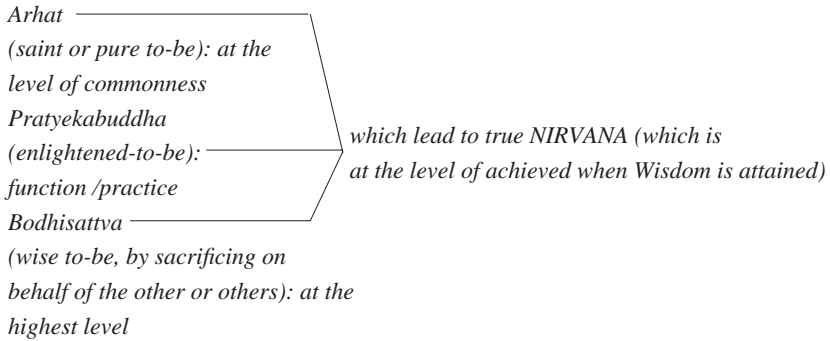 Arhat
(saint or pure to-be): at the
level of commonness
Pratyekabuddha
(enlightened-to-be):
function /practice
Bodhisattva
(wise to-be, by sacrificing on
behalf of the other or others): at the
highest level
which lead to true NIRVANA (which is
at the level of achieved when Wisdom is attained)